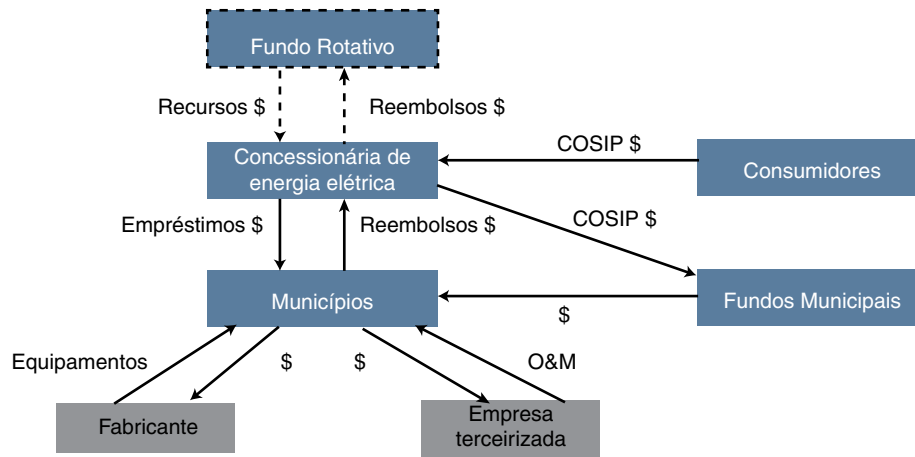 Fundo Rotativo
Recursos $
Reembolsos $
Concessionária de
energia elétrica
COSIP $
Consumidores
Empréstimos $
Reembolsos $
COSIP $
Municípios
Fundos Municipais
$
Equipamentos
$
$
O&M
Fabricante
Empresa
terceirizada